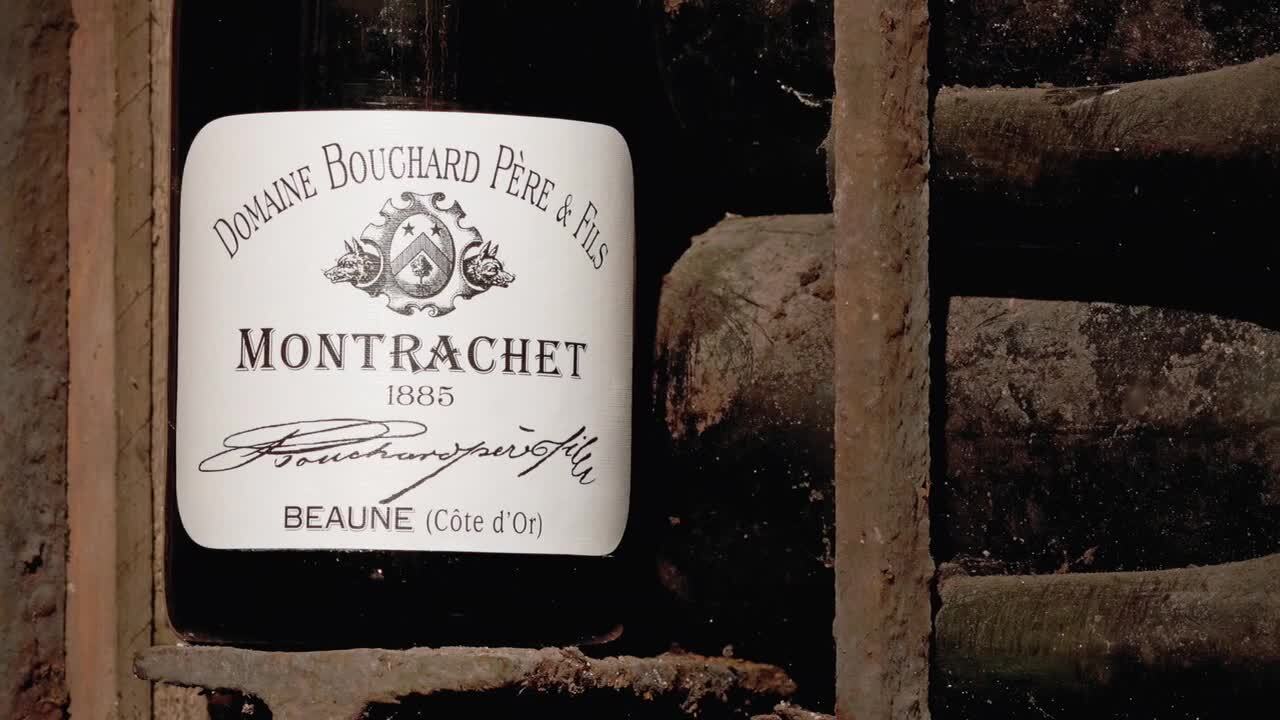 Domaine Bouchard Père & Fils
Montrachet
1885
Bouchard père & fils
BEAUNE (Côte d'Or)